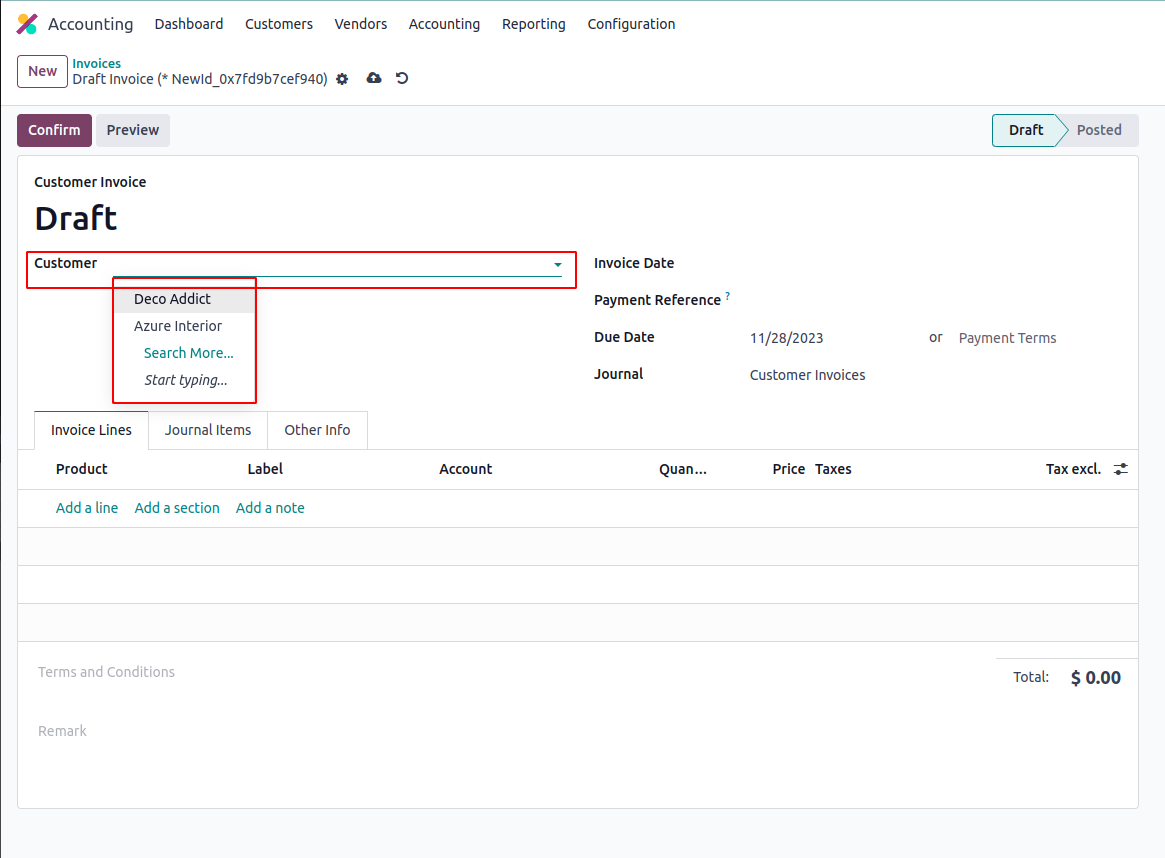 Accounting Dashboard Customers Vendors Accounting Reporting Configuration
New
Invoices
Draft Invoice (* NewId_0x7fd9b7cef940)
Confirm Preview Draft Posted
Customer Invoice
Draft
Customer
Deco Addict
Azure Interior
Search More...
Start typing...
Invoice Date
Payment Reference ?
Due Date 11/28/2023 or Payment Terms
Journal Customer Invoices
Invoice Lines Journal Items Other Info
Product Label Account Quan... Price Taxes Tax excl.
Add a line Add a section Add a note
Terms and Conditions
Total: $ 0.00
Remark